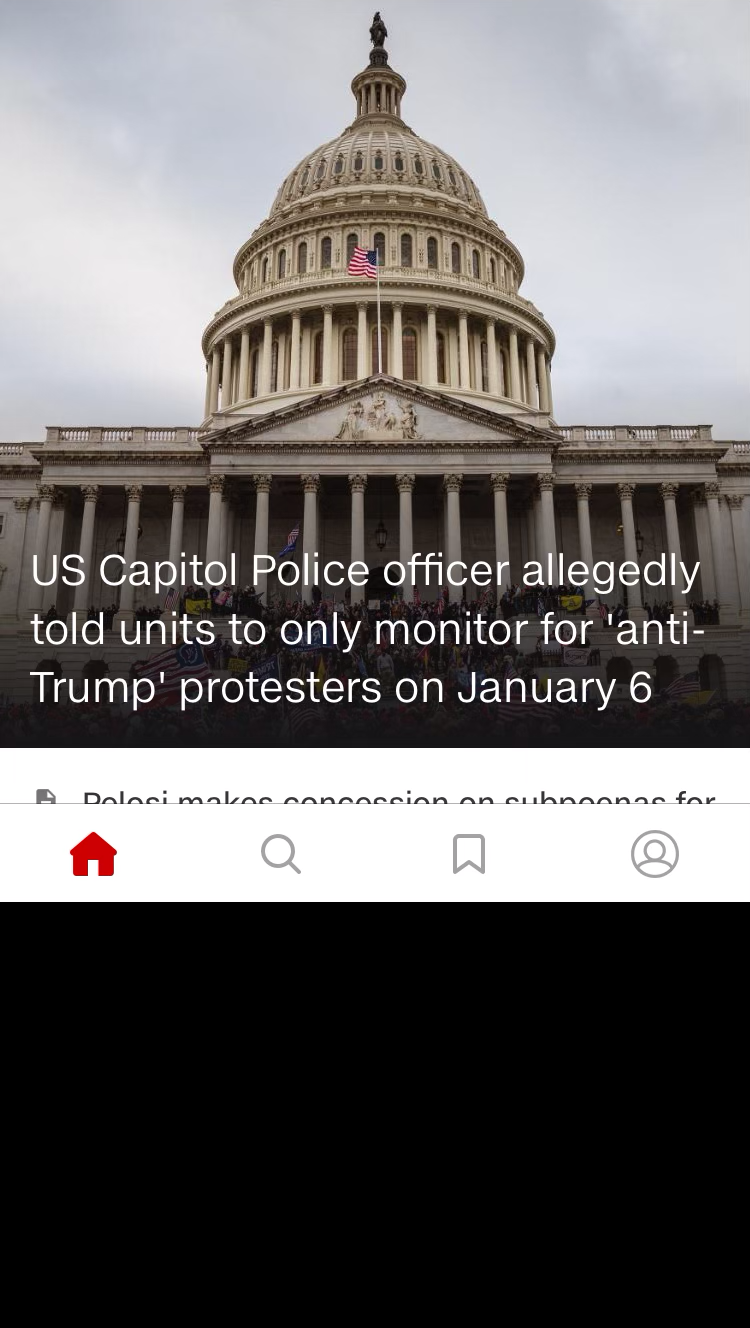 US Capitol Police officer allegedly
told units to only monitor for 'anti-
Trump' protesters on January 6
Pelosi makes concession on subpoenas for